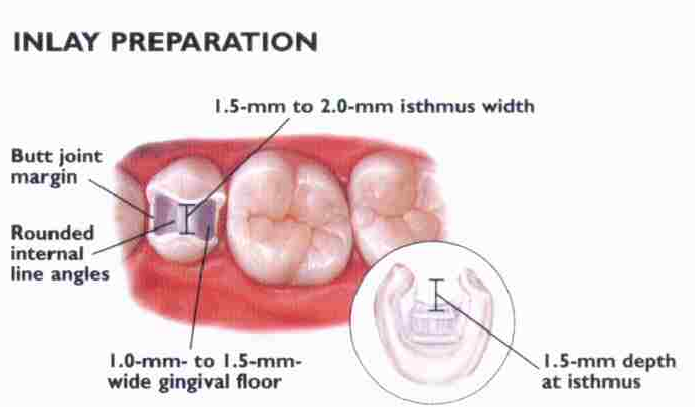 INLAY PREPARATION
1.5-mm to 2.0-mm isthmus width
Butt joint
margin
Rounded
internal
line angles
1.0-mm- to 1.5-mm-
wide gingival floor
1.5-mm depth
at isthmus